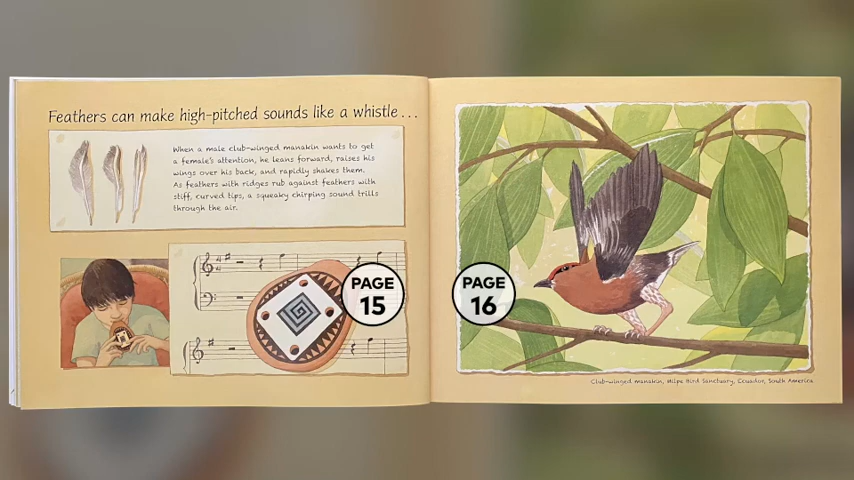 Feathers can make high-pitched sounds like a whistle...
When a male club-winged manakin wants to get
a female's attention, he leans forward, raises his
wings over his back, and rapidly shakes them.
As feathers with ridges rub against feathers with
stiff, curved tips, a squeaky chirping sound trills
through the air.
PAGE
15
PAGE
16
Club-winged manakin, Milpe Bird Sanctuary, Ecuador, South America